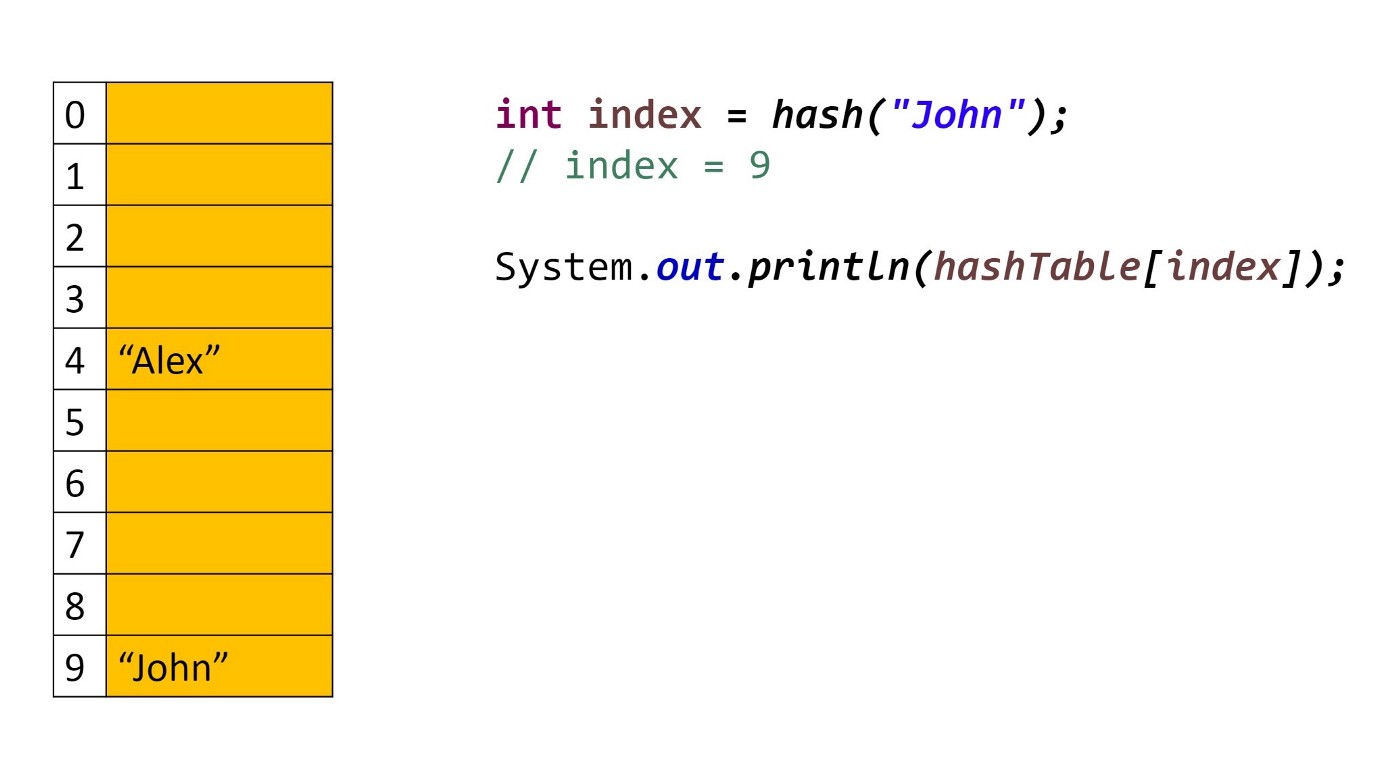 0
1
2
3
4 “Alex”
5
6
7
8
9 “John”
int index = hash("John");
// index = 9
System.out.println(hashTable[index]);